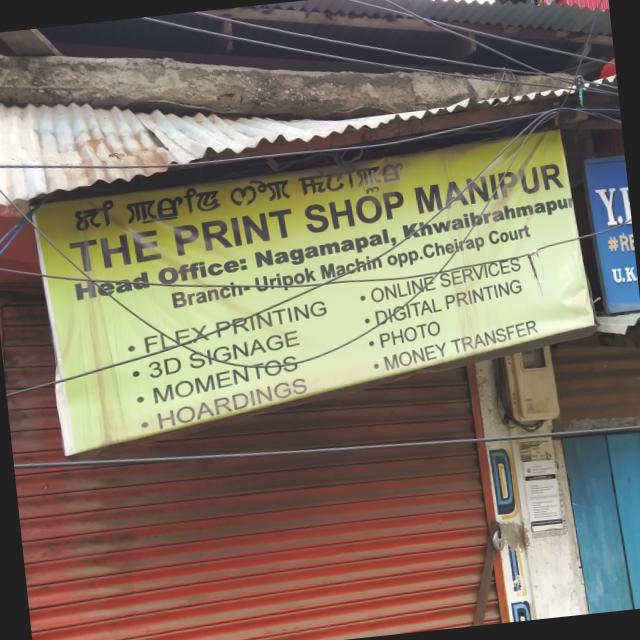 THE PRINT SHOP MANIPUR
Head Office: Nagamapal, Khwaibrahmapur
Branch- Uripok Machin opp.Cheirap Court
• FLEX PRINTING
• 3D SIGNAGE
• MOMENTOS
• HOARDINGS
• ONLINE SERVICES
• DIGITAL PRINTING
• PHOTO
• MONEY TRANSFER
U.K